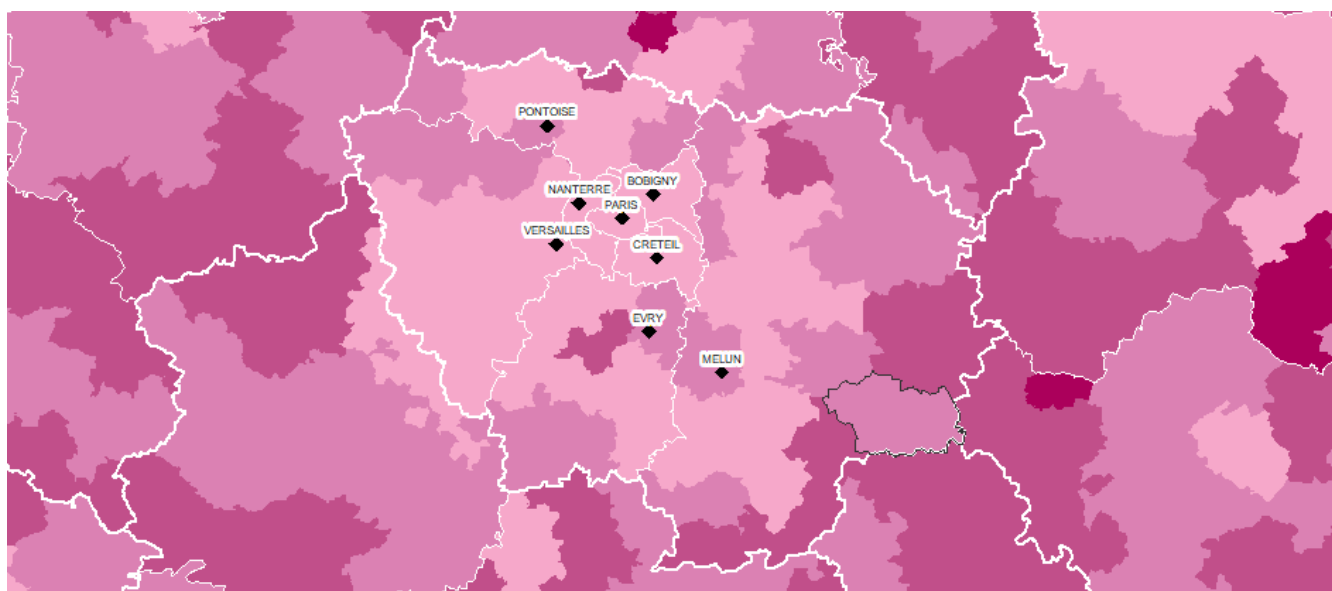 PONTOISE
BOBIGNY
NANTERRE
PARIS
VERSAILLES
CRETEIL
EVRY
MELUN